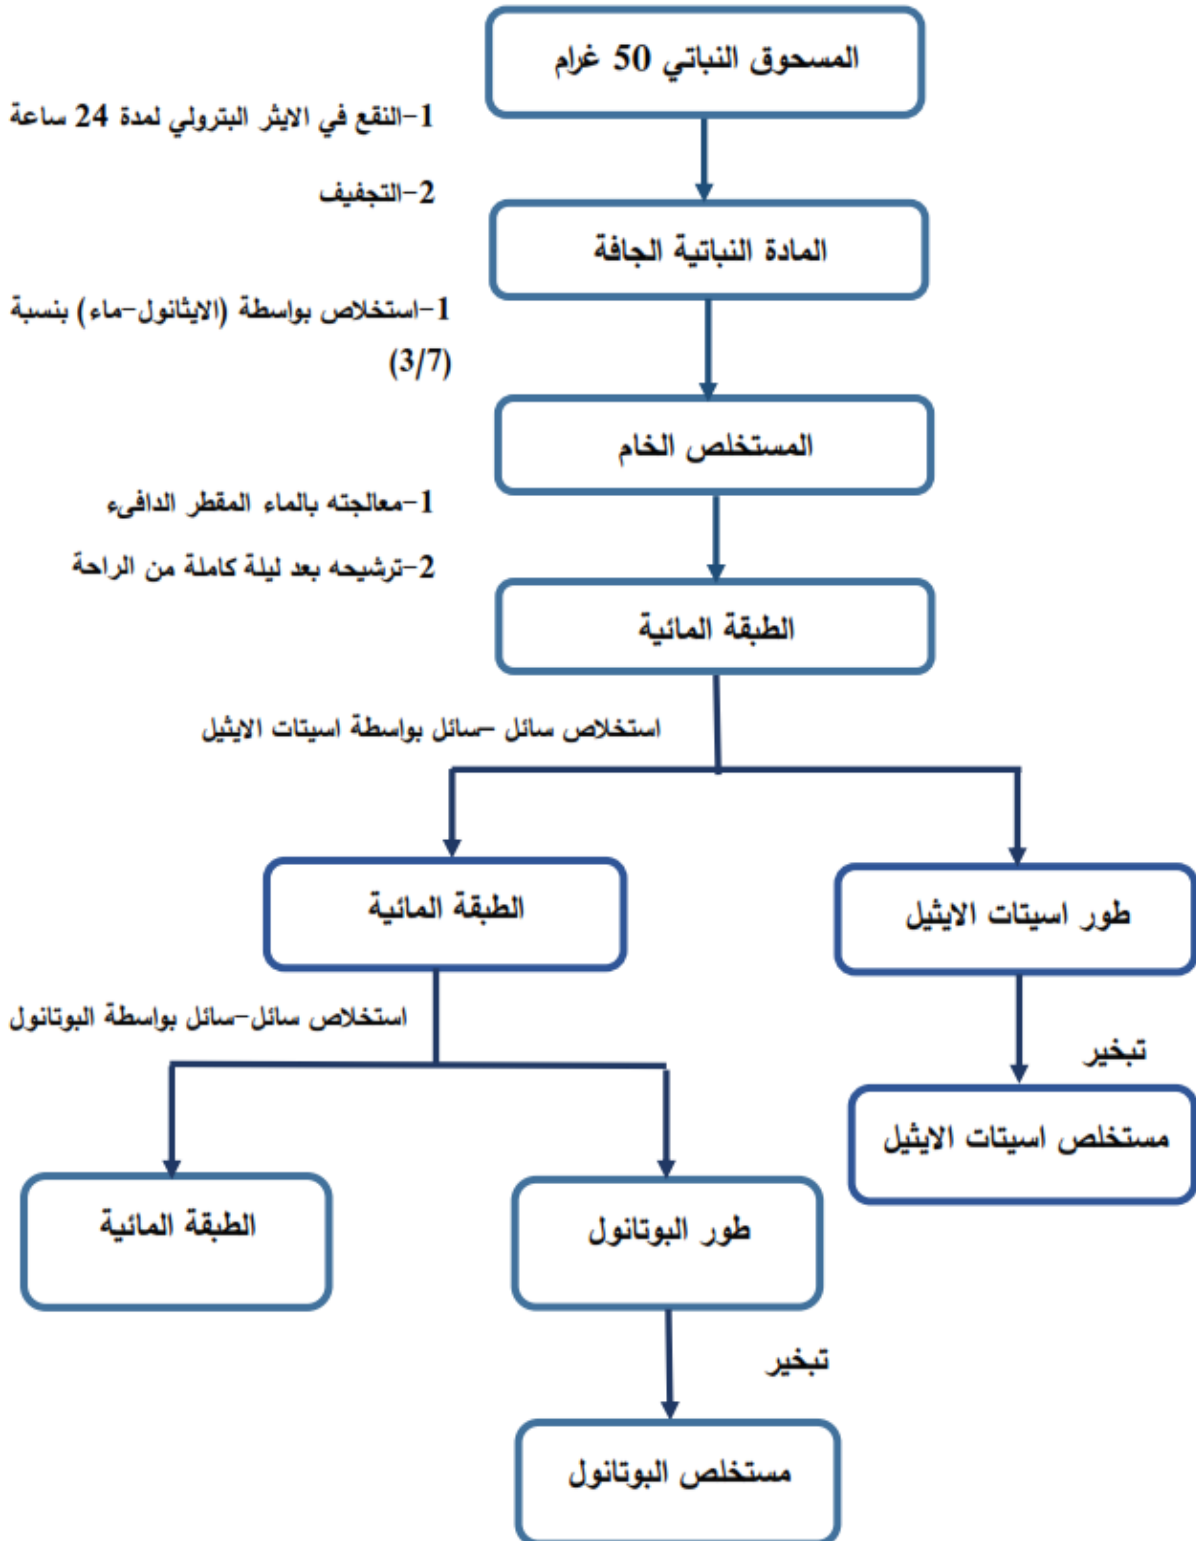 المسحوق النباتي 50 غرام
1-النقع في الايثر البترولي لمدة 24 ساعة
2-التجفيف
المادة النباتية الجافة
1-استخلاص بواسطة (الايثانول-ماء) بنسبة
(3/7)
المستخلص الخام
1-معالجته بالماء المقطر الدافىء
2-ترشيحه بعد ليلة كاملة من الراحة
الطبقة المائية
استخلاص سائل -سائل بواسطة اسيتات الايثيل
طور اسيتات الايثيل
الطبقة المائية
استخلاص سائل-سائل بواسطة البوتانول
تبخير
مستخلص اسيتات الايثيل
طور البوتانول
الطبقة المائية
تبخير
مستخلص البوتانول